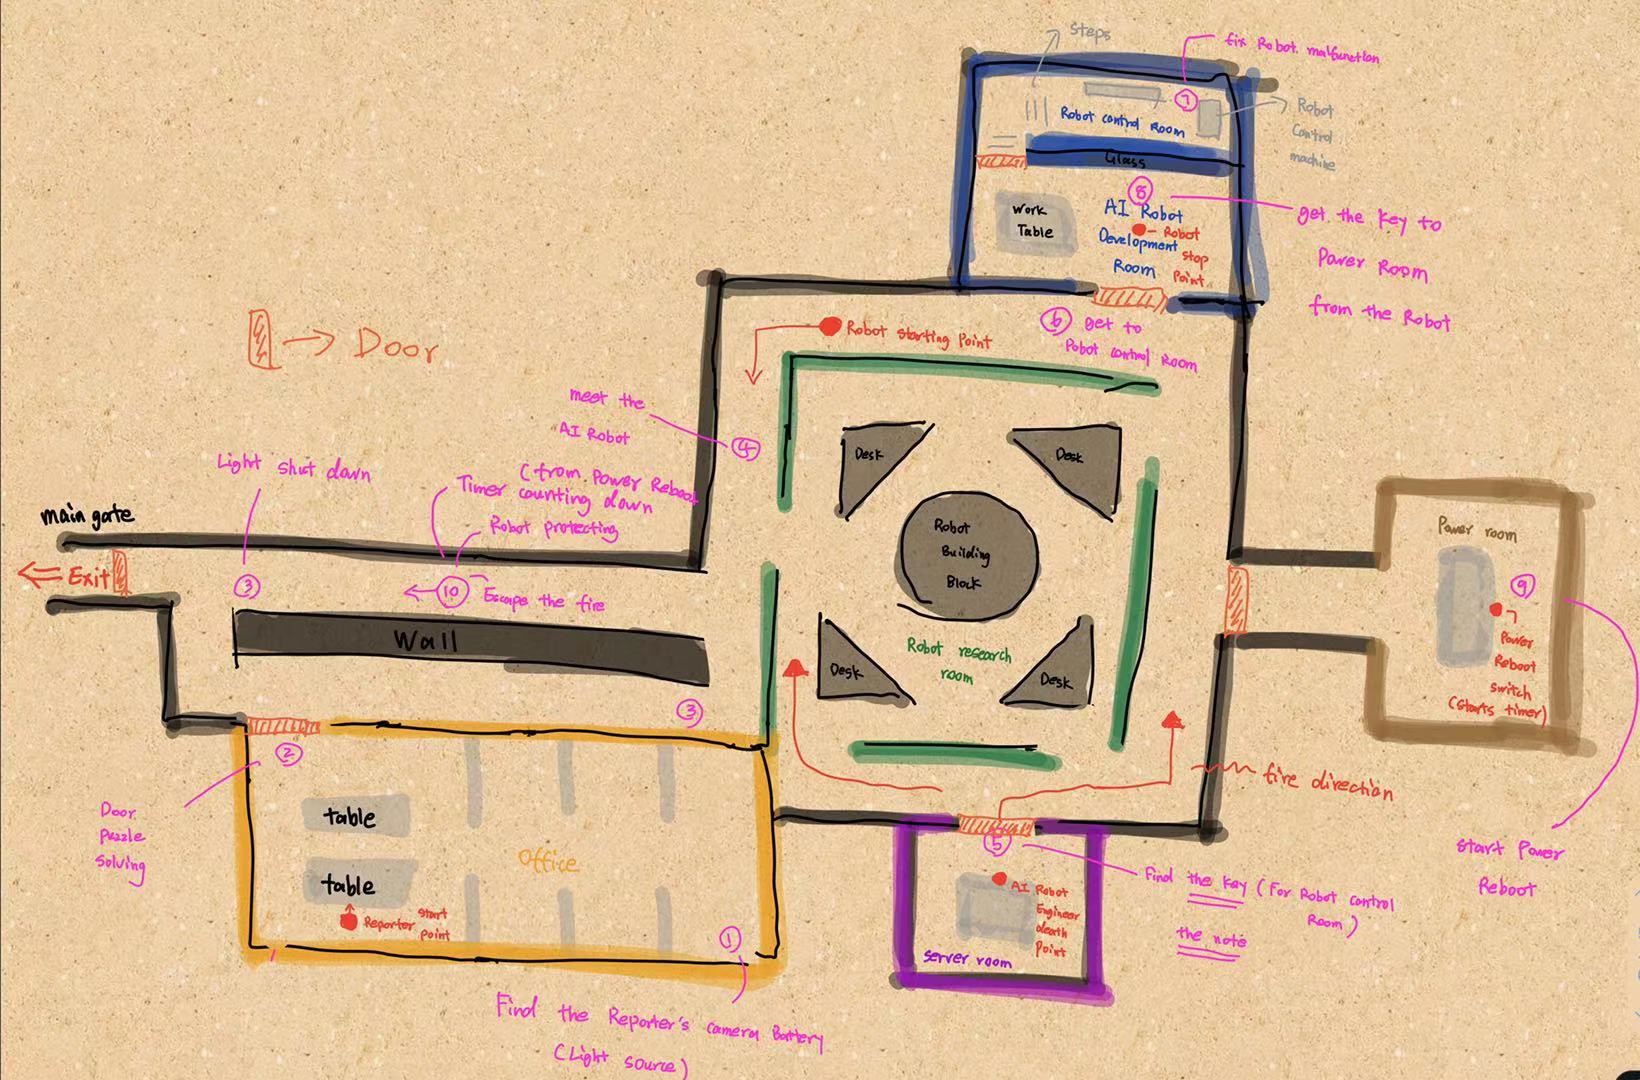 Steps
fix Robot malfunction
7
Robot control Room
Robot
Control
machine
Glass
8
Work
Table
AI Robot
Development
Room
Robot
stop
Point
get the key to
Power Room
from the Robot
6 get to
Robot control Room
Robot starting Point
Door
meet the
AI Robot
4
Light shut down
(from Power Reboot
Timer counting down
Robot protecting
main gate
Exit
3
10
Escape the fire
Wall
3
Desk
Desk
Robot
Building
Block
Desk
Desk
Robot research
room
Power room
9
Power
Reboot
switch
(starts timer)
fire direction
start Power
Reboot
2
Door
Puzzle
Solving
table
table
Office
Reporter start
point
1
Find the Reporter's camera Battery
(Light source)
5
AI Robot
Engineer
death
Point
server room
Find the key (For Robot control
Room)
the note